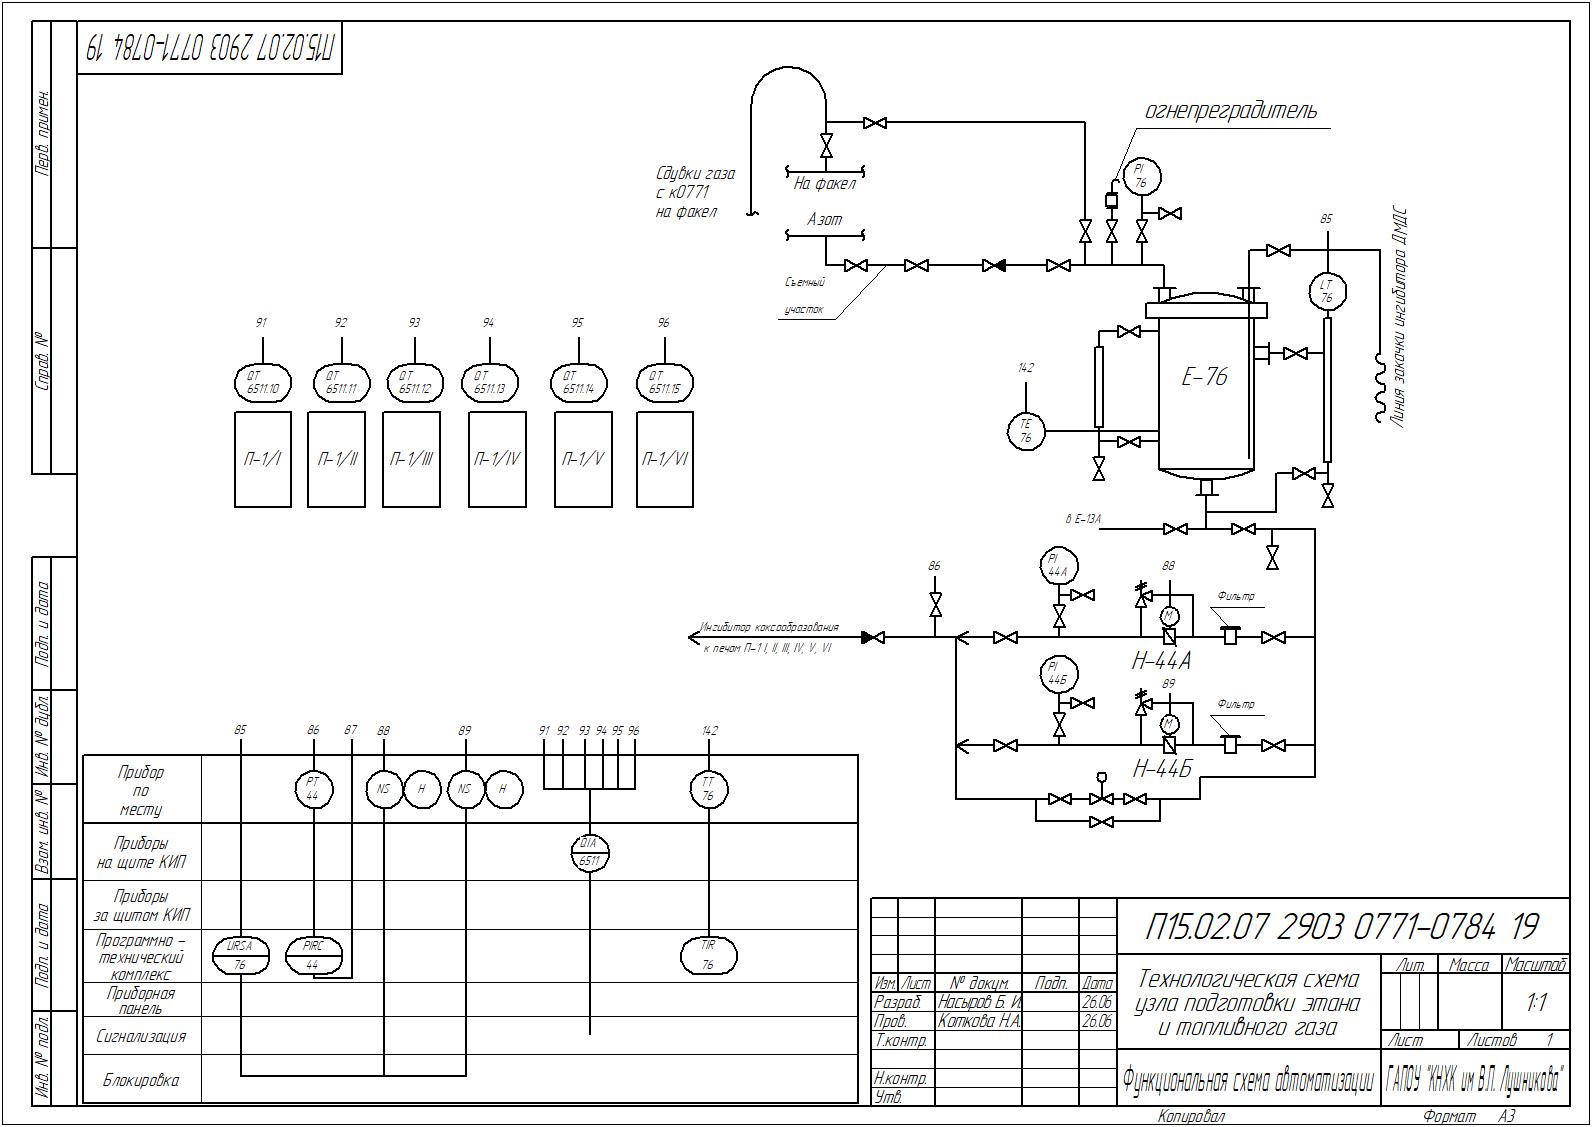 П15.02.07 2903 0771-0784 19
Перв. примен.
Справ. №
Подп. и дата
Инв. № дубл.
Взам. инв. №
Подп. и дата
Инв. № подл.
огнепреградитель
Сдувки газа
с к0771
на факел
На факел
Азот
PI
76
Съемный
участок
85
LT
76
Линия закачки ингибитора ДМДС
E-76
142
TE
76
91
92
93
94
95
96
QT
6511.10
QT
6511.11
QT
6511.12
QT
6511.13
QT
6511.14
QT
6511.15
П-1/I
П-1/II
П-1/III
П-1/IV
П-1/V
П-1/VI
в Е-13А
86
PI
44А
88
M
Фильтр
Ингибитор коксообразования
к печам П-1 I, II, III, IV, V, VI
Н-44А
PI
44Б
89
M
Фильтр
Н-44Б
85
86
87
88
89
91
92
93
94
95
96
142
Прибор
по
месту
PT
44
NS
H
NS
H
TT
76
Приборы
на щите КИП
QIA
6511
Приборы
за щитом КИП
Программно -
технический
комплекс
LIRSA
76
PIRC
44
TIR
76
Приборная
панель
Сигнализация
Блокировка
П15.02.07 2903 0771-0784 19
Технологическая схема
узла подготовки этана
и топливного газа
Лит.
Масса
Масштаб
1:1
Лист
Листов 1
Изм.
Лист
№ докум.
Подп.
Дата
Разраб.
Насыров Б. И.
26.06
Пров.
Коткова Н.А.
26.06
Т.контр.
Н.контр.
Утв.
Функциональная схема автоматизации
ГАПОУ "КНХК им В.П. Лушникова"
Копировал
Формат А3